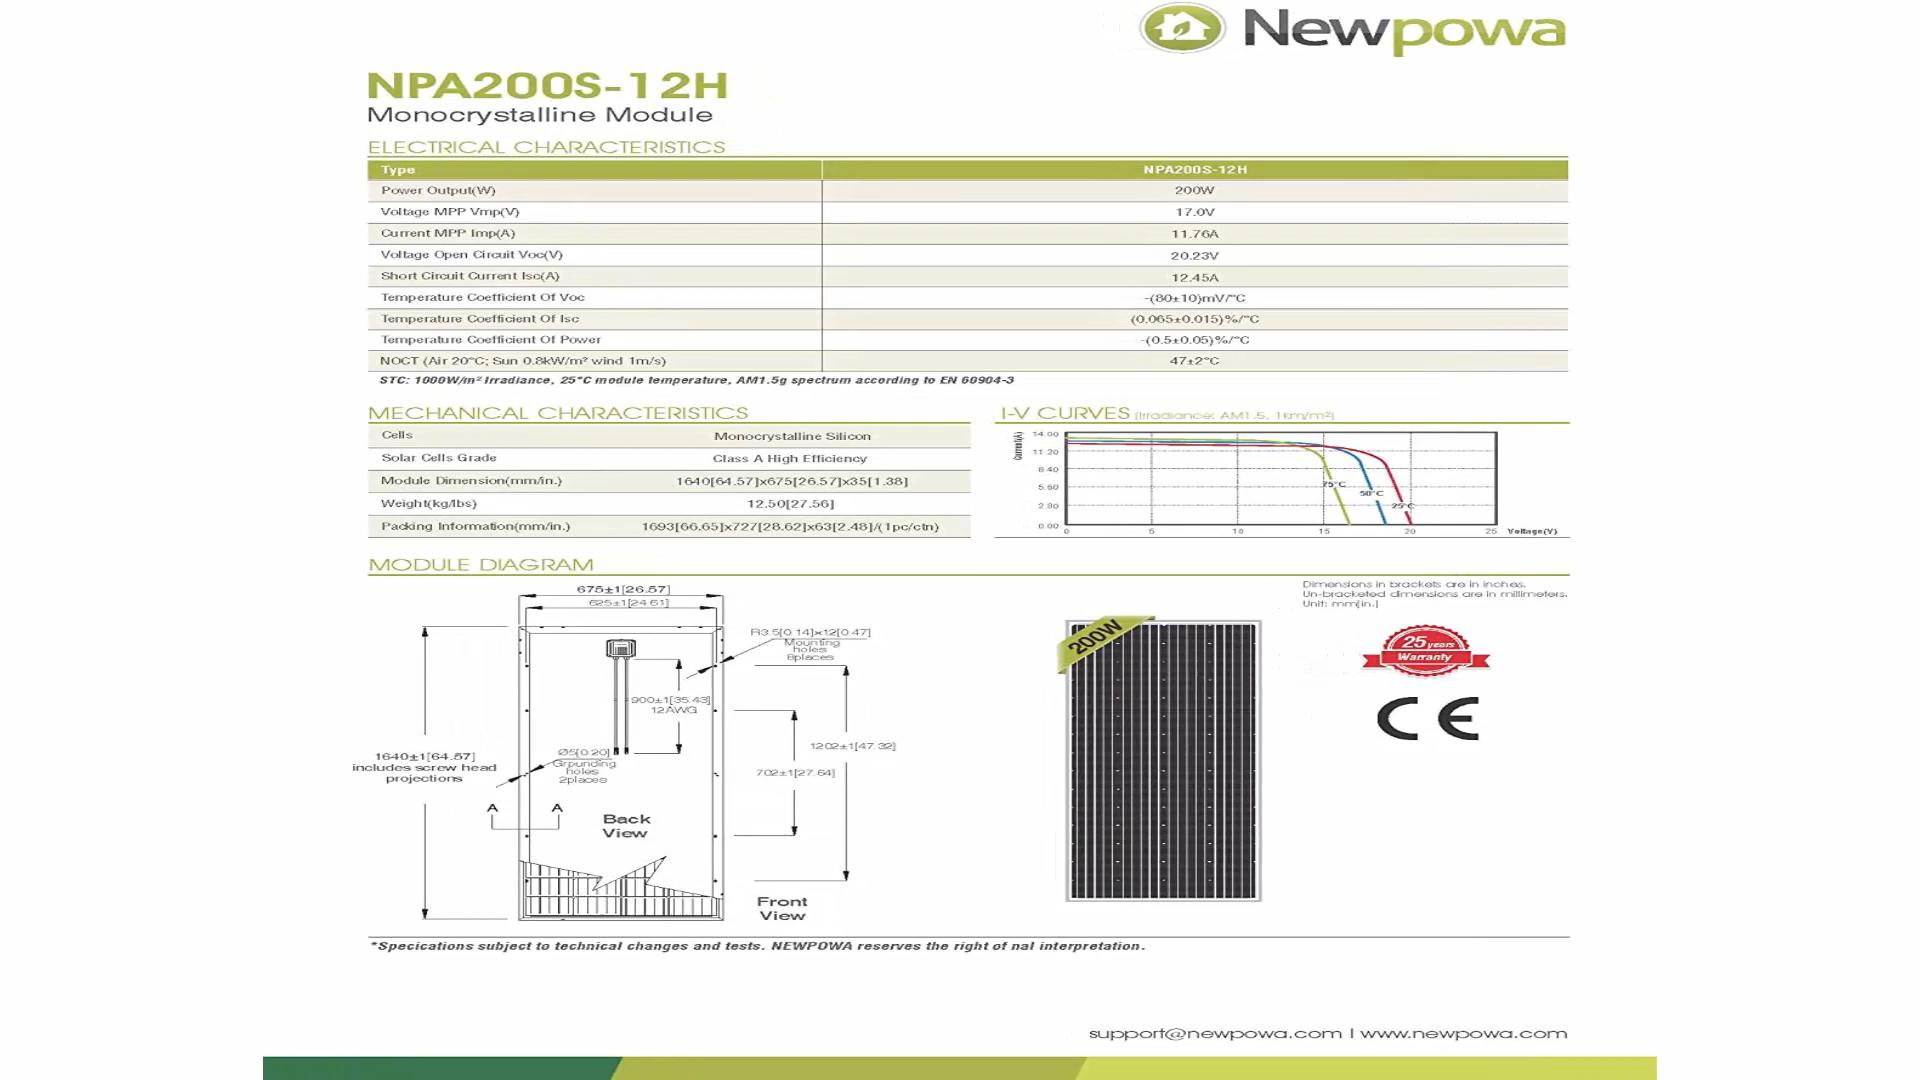 Newpowa
NPA200S-12H
Monocrystalline Module
ELECTRICAL CHARACTERISTICS
Type NPA200S-12H
Power Output(W) 200W
Voltage MPP Vmp(V) 17.0V
Current MPP Imp(A) 11.76A
Voltage Open Circuit Voc(V) 20.23V
Short Circuit Current Isc(A) 12.45A
Temperature Coefficient Of Voc -(80±10)mV/°C
Temperature Coefficient Of Isc (0.065±0.015)%/°C
Temperature Coefficient Of Power -(0.5±0.05)%/°C
NOCT (Air 20°C; Sun 0.8kW/m² wind 1m/s) 47±2°C
STC: 1000W/m² Irradiance, 25°C module temperature, AM1.5g spectrum according to EN 60904-3
MECHANICAL CHARACTERISTICS
Cells Monocrystalline Silicon
Solar Cells Grade Class A High Efficiency
Module Dimension(mm/in.) 1640[64.57]x675[26.57]x35[1.38]
Weight(kg/lbs) 12.50[27.56]
Packing Information(mm/in.) 1693[66.65]x727[28.62]x63[2.48]/(1pc/ctn)
I-V CURVES [Irradiance: AM1.5, 1km/m²]
Current(A)
14.00
11.20
8.40
5.60
2.80
0.00
75°C
50°C
25°C
0 5 10 15 20 25 Voltage(V)
MODULE DIAGRAM
675±1[26.57]
625±1[24.61]
R3.5[0.14]x12[0.47]
Mounting
holes
8places
900±1[35.43]
12AWG
1202±1[47.32]
702±1[27.64]
Ø5[0.20]
Grounding
holes
2places
1640±1[64.57]
includes screw head
projections
A A
Back
View
Front
View
200W
Dimensions in brackets are in inches.
Un-bracketed dimensions are in millimeters.
Unit: mm[in.]
25 years
Warranty
CE
*Specications subject to technical changes and tests. NEWPOWA reserves the right of nal interpretation.
support@newpowa.com | www.newpowa.com